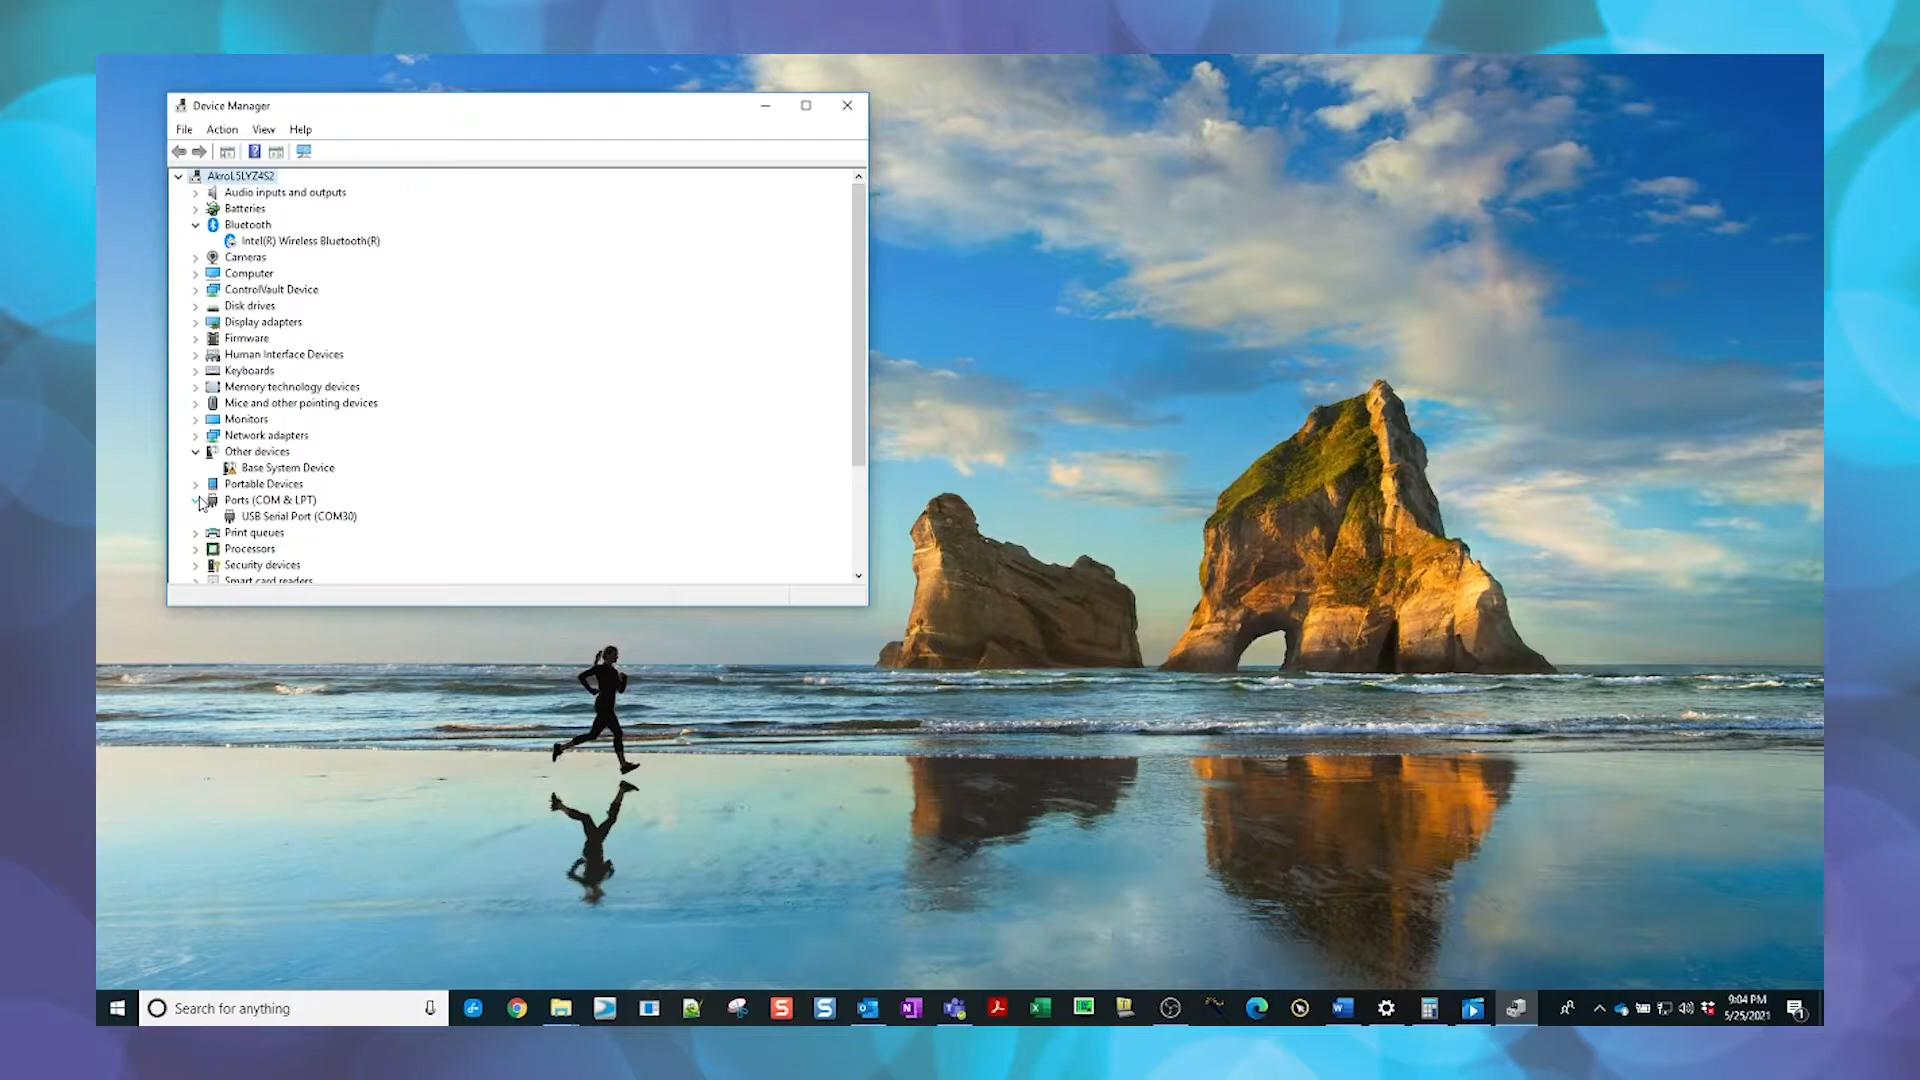 Device Manager
File Action View Help
AkroL5LYZ4S2
Audio inputs and outputs
Batteries
Bluetooth
Intel(R) Wireless Bluetooth(R)
Cameras
Computer
ControlVault Device
Disk drives
Display adapters
Firmware
Human Interface Devices
Keyboards
Memory technology devices
Mice and other pointing devices
Monitors
Network adapters
Other devices
Base System Device
Portable Devices
Ports (COM & LPT)
USB Serial Port (COM30)
Print queues
Processors
Security devices
Smart card readers
Search for anything
9:04 PM
5/25/2021